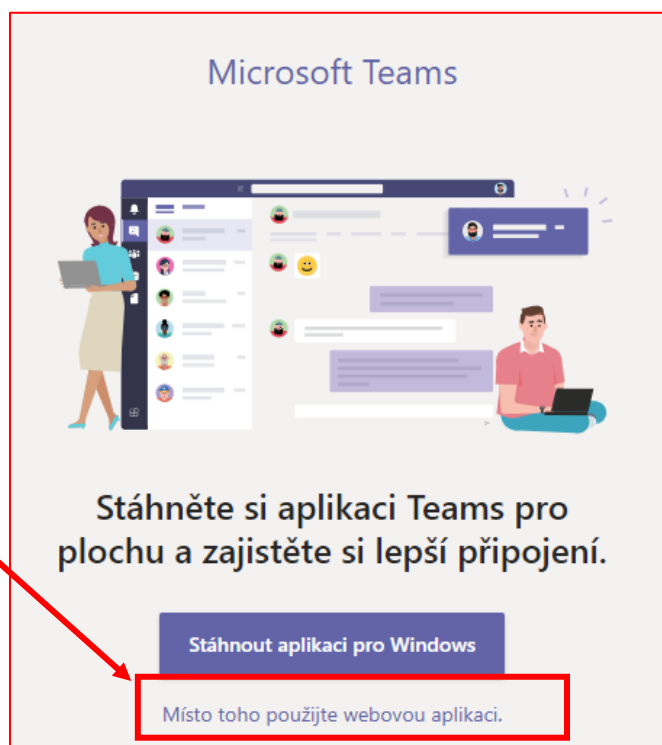 Microsoft Teams
Stáhněte si aplikaci Teams pro
plochu a zajistěte si lepší připojení.
Stáhnout aplikaci pro Windows
Místo toho použijte webovou aplikaci.